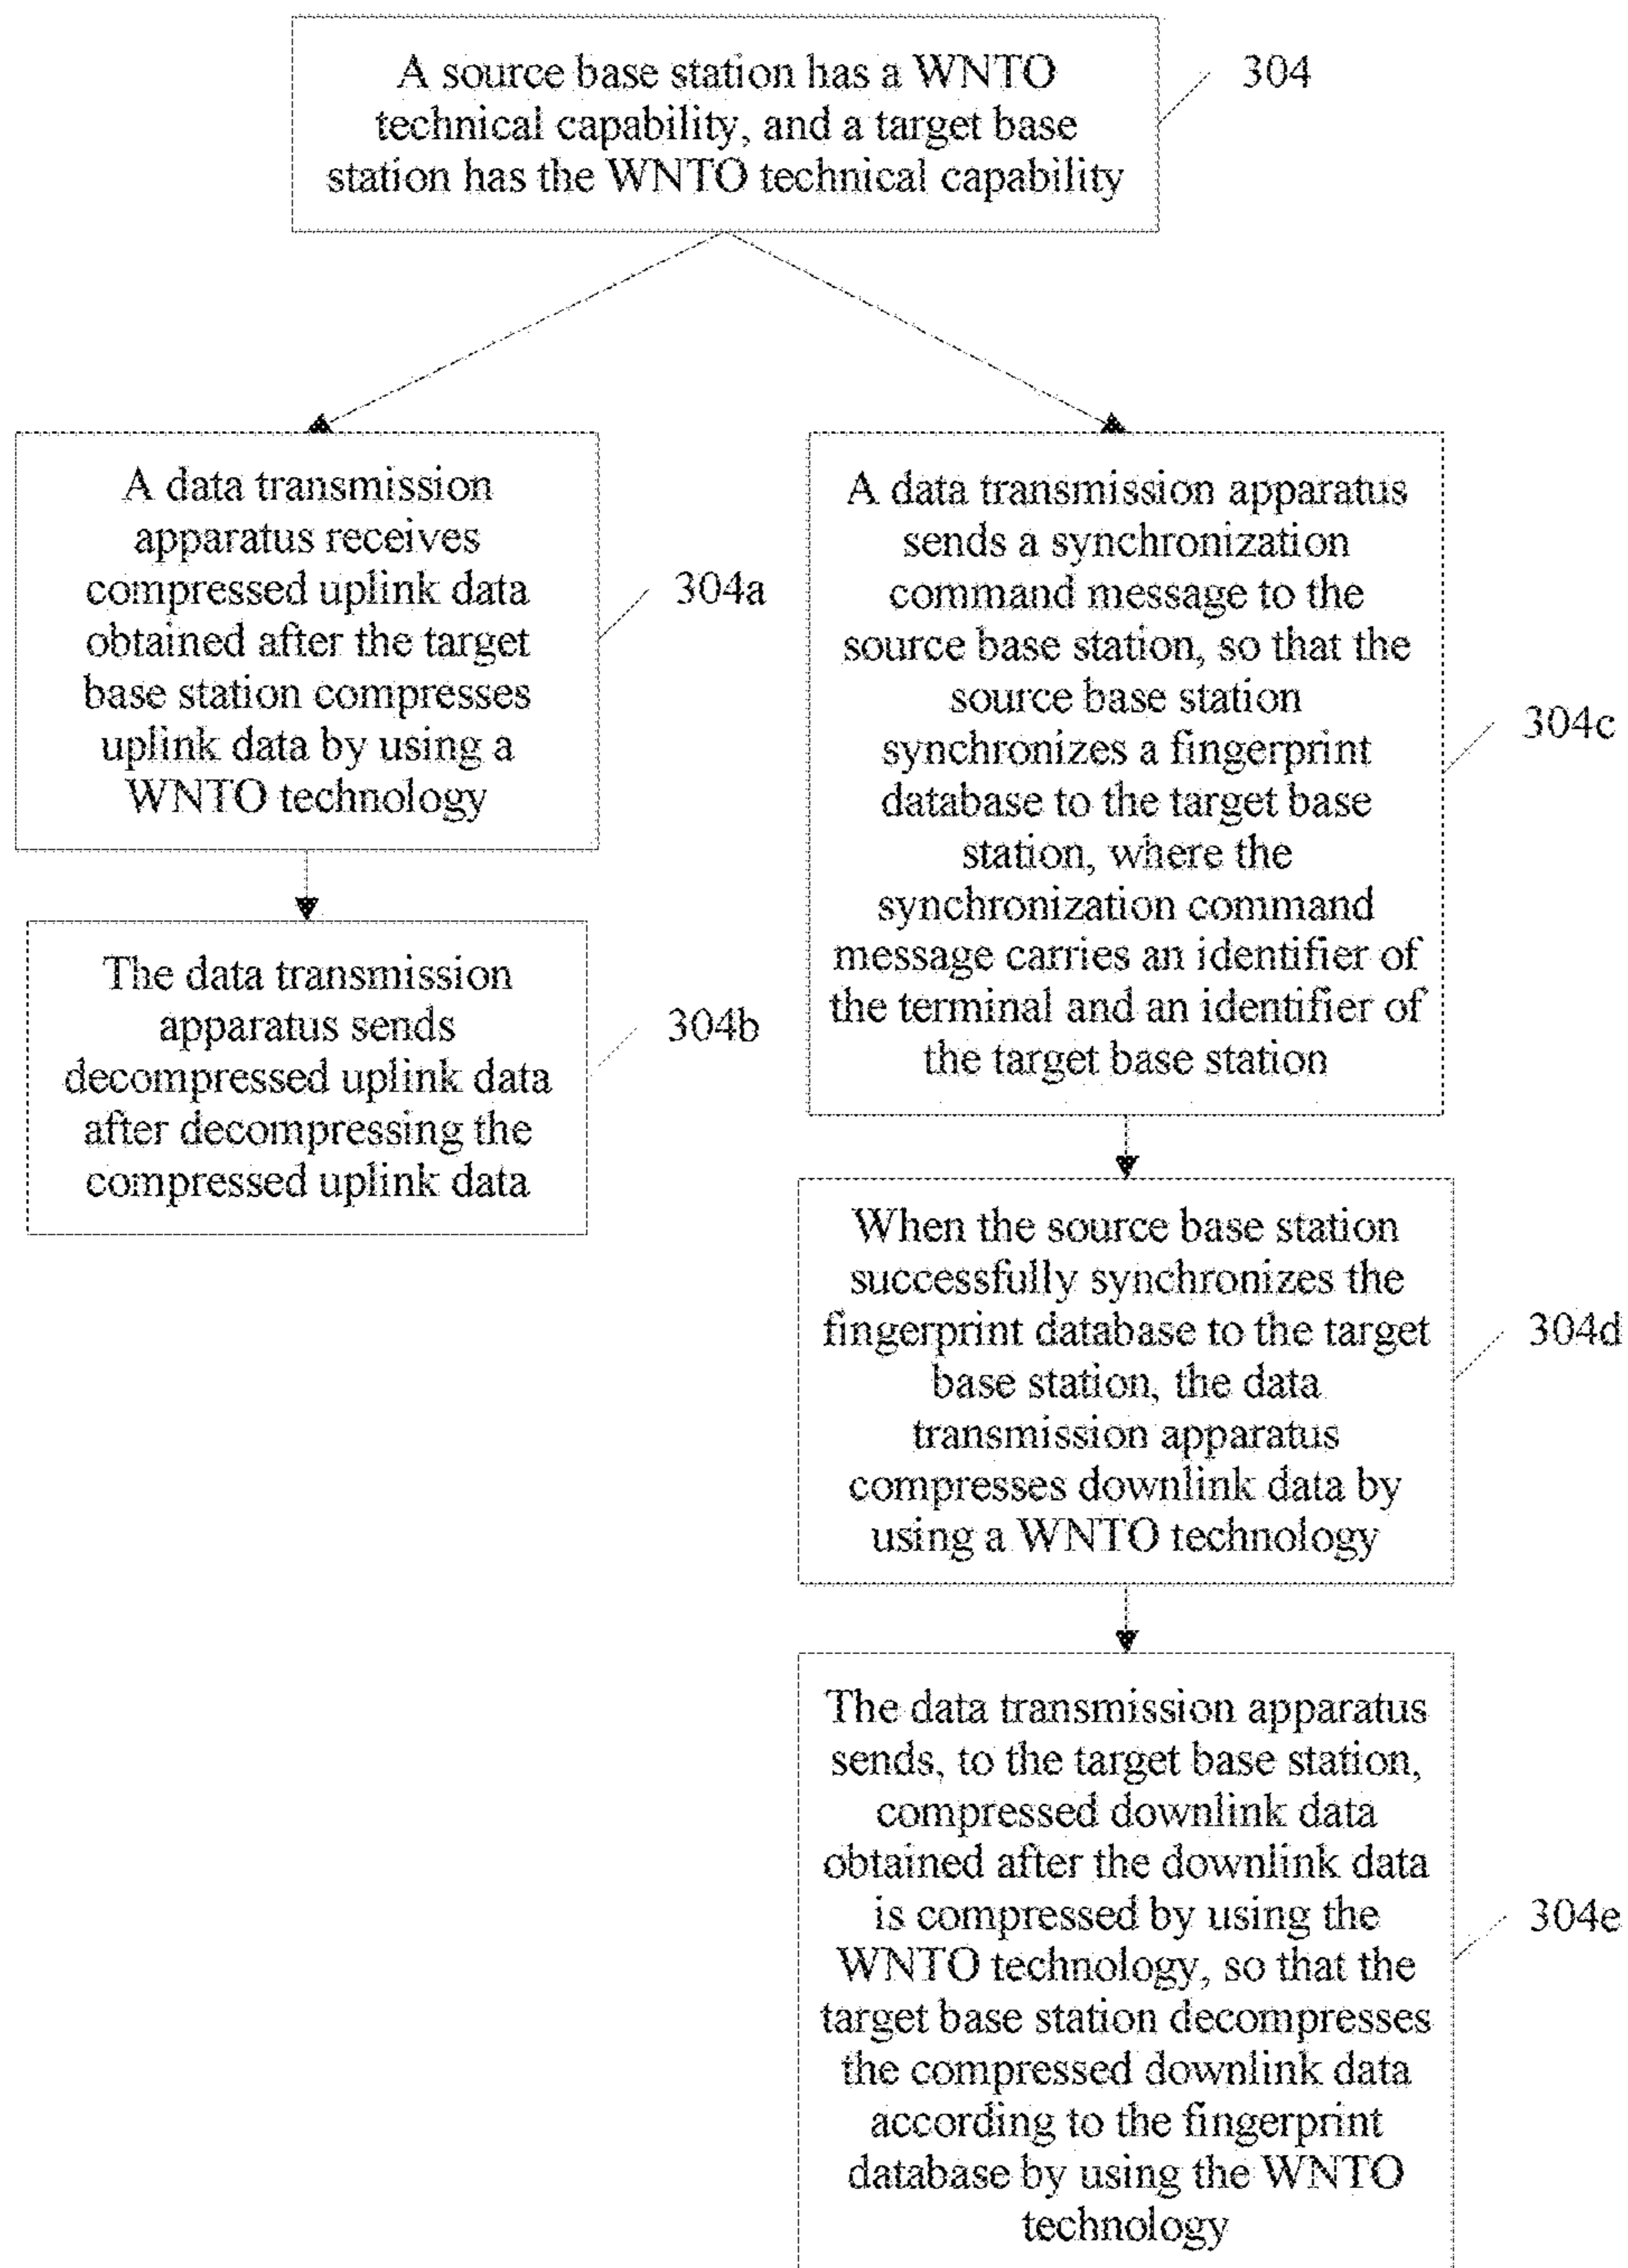 A source base station has a WNTO
technical capability, and a target base
station has the WNTO technical capability
304
A data transmission
apparatus receives
compressed uplink data
obtained after the target
base station compresses
uplink data by using a
WNTO technology
304a
The data transmission
apparatus sends
decompressed uplink data
after decompressing the
compressed uplink data
304b
A data transmission apparatus
sends a synchronization
command message to the
source base station, so that the
source base station
synchronizes a fingerprint
database to the target base
station, where the
synchronization command
message carries an identifier of
the terminal and an identifier of
the target base station
304c
When the source base station
successfully synchronizes the
fingerprint database to the target
base station, the data
transmission apparatus
compresses downlink data by
using a WNTO technology
304d
The data transmission apparatus
sends, to the target base station,
compressed downlink data
obtained after the downlink data
is compressed by using the
WNTO technology, so that the
target base station decompresses
the compressed downlink data
according to the fingerprint
database by using the WNTO
technology
304e